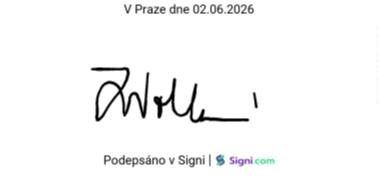 V Praze dne 02.06.2026
Podepsáno v Signi | Signi.com